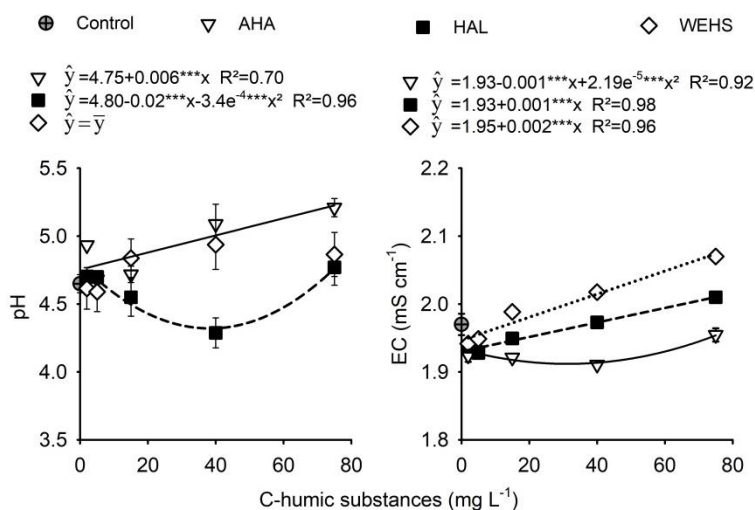 Control AHA HAL WEHS
ŷ =4.75+0.006***x R²=0.70
ŷ =4.80-0.02***x-3.4e⁻⁴***x² R²=0.96
ŷ = y̅
ŷ =1.93-0.001***x+2.19e⁻⁵***x² R²=0.92
ŷ =1.93+0.001***x R²=0.98
ŷ =1.95+0.002***x R²=0.96
pH
5.5
5.0
4.5
4.0
3.5
0 20 40 60 80
EC (mS cm⁻¹)
2.2
2.1
2.0
1.9
1.8
0 20 40 60 80
C-humic substances (mg L⁻¹)